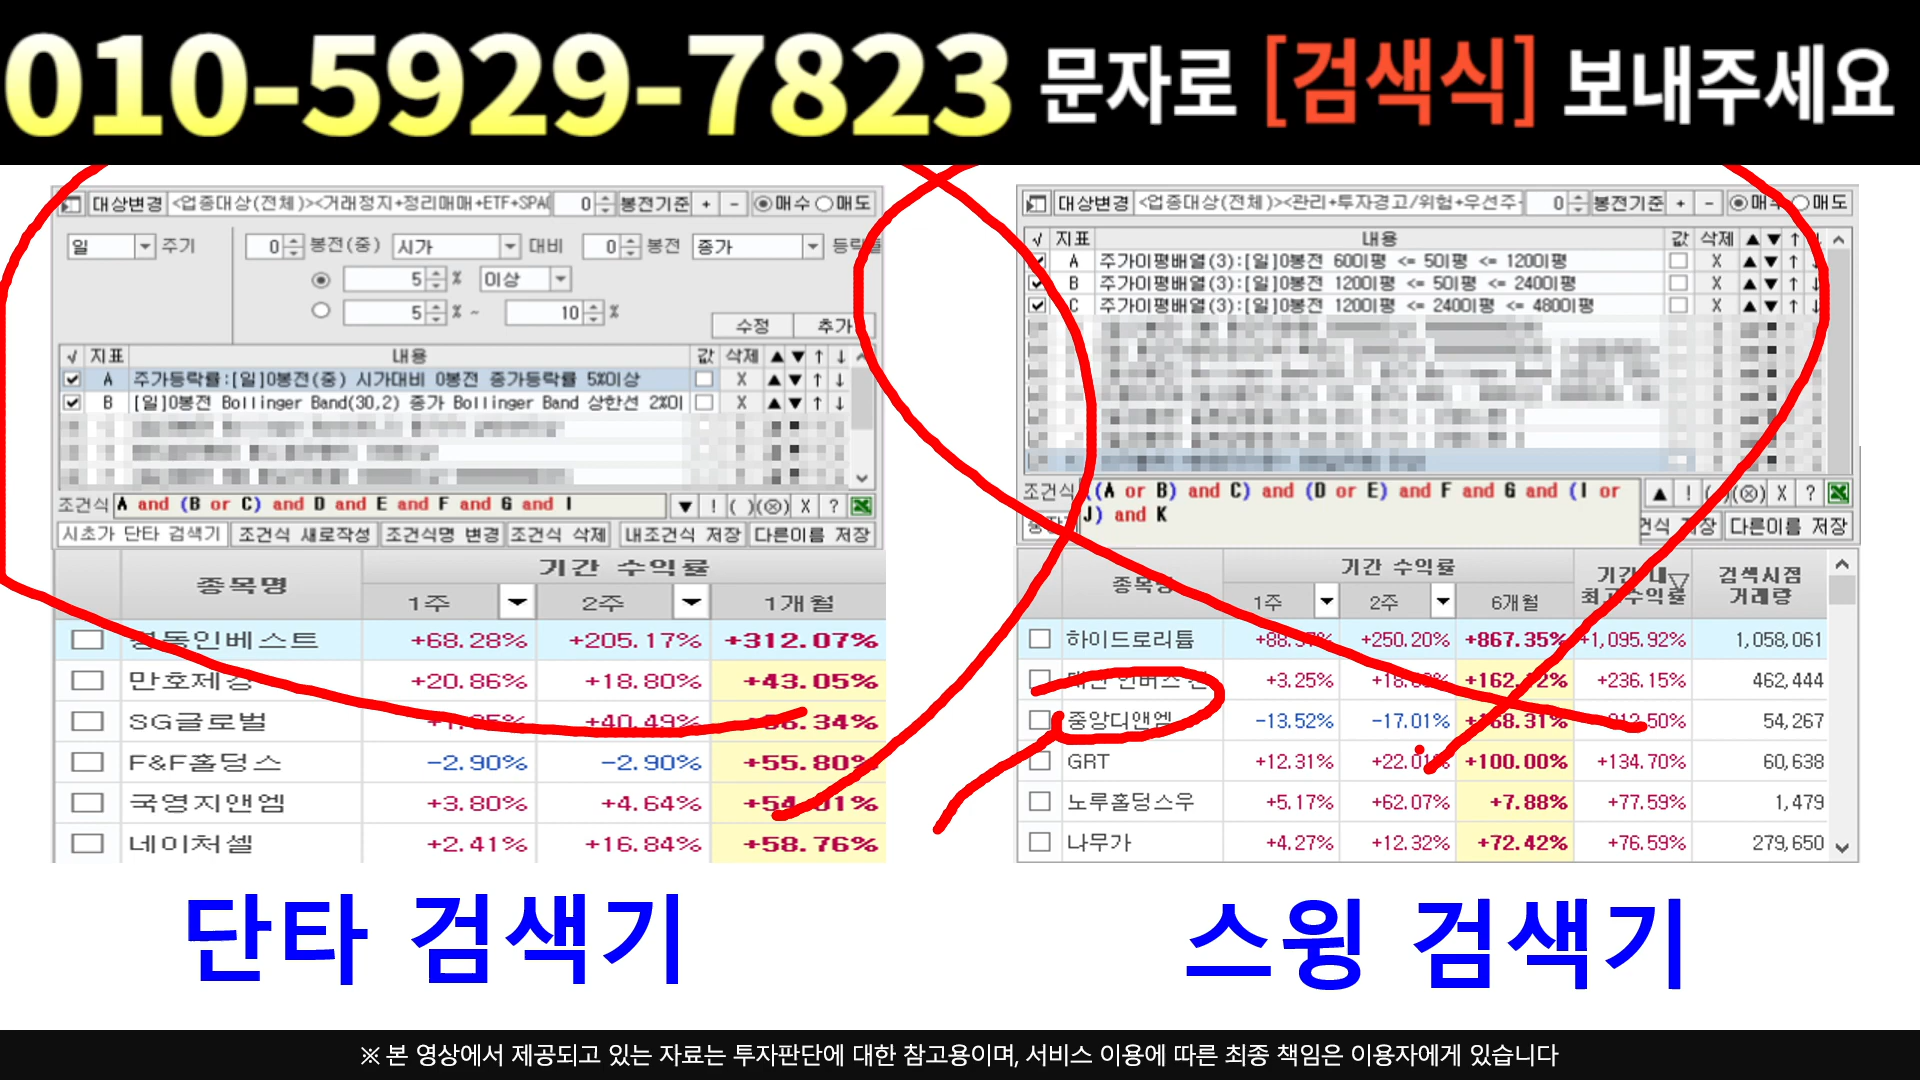 010-5929-7823 문자로 [검색식] 보내주세요
대상변경 <업종대상(전체)><거래정지+정리매매+ETF+SPA 0 봉전기준 + - 매수 매도
일 주기 0 봉전(중) 시가 대비 0 봉전 종가
5 % 이상
5 % ~ 10 %
수정 추가
√ 지표 내용 값 삭제 ▲ ▼ ↑ ↓
A 주가등락률:[일]0봉전(중) 시가대비 0봉전 종가등락률 5%이상 X ▲ ▼ ↑ ↓
B [일]0봉전 Bollinger Band(30,2) 종가 Bollinger Band 상한선 2%이 X ▲ ▼ ↑ ↓
조건식 A and (B or C) and D and E and F and G and I ▼ ! ( ) (⊗) X ?
시초가 단타 검색기 조건식 새로작성 조건식명 변경 조건식 삭제 내조건식 저장 다른이름 저장
종목명 기간 수익률
1주 2주 1개월
+68.28% +205.17% +312.07%
만호제강 +20.86% +18.80% +43.05%
SG글로벌 +40.49%
F&F홀딩스 -2.90% -2.90% +55.80%
국영지앤엠 +3.80% +4.64%
네이처셀 +2.41% +16.84% +58.76%
단타 검색기
대상변경 <업종대상(전체)><관리+투자경고/위험+우선주+ 0 봉전기준 + - 매수 매도
√ 지표 내용 값 삭제 ▲ ▼ ↑
A 주가이평배열(3):[일]0봉전 60이평 <= 5이평 <= 120이평 X ▲ ▼ ↑
B 주가이평배열(3):[일]0봉전 120이평 <= 5이평 <= 240이평 X ▲ ▼ ↑
C 주가이평배열(3):[일]0봉전 120이평 <= 240이평 <= 480이평 X ▲ ▼ ↑ ↓
조건식 ((A or B) and C) and (D or E) and F and G and (I or ▲ ! ( ) (⊗) X ?
J) and K 다른이름 저장
종목명 기간 수익률 기간 내 최고수익률 검색시점 거래량
1주 2주 6개월
하이드로리튬 +250.20% +867.35% +1,095.92% 1,058,061
+3.25% +236.15% 462,444
중앙디앤엠 -13.52% -17.01% 54,267
GRT +12.31% +100.00% +134.70% 60,638
노루홀딩스우 +5.17% +62.07% +7.88% +77.59% 1,479
나무가 +4.27% +12.32% +72.42% +76.59% 279,650
스윙 검색기
※ 본 영상에서 제공되고 있는 자료는 투자판단에 대한 참고용이며, 서비스 이용에 따른 최종 책임은 이용자에게 있습니다